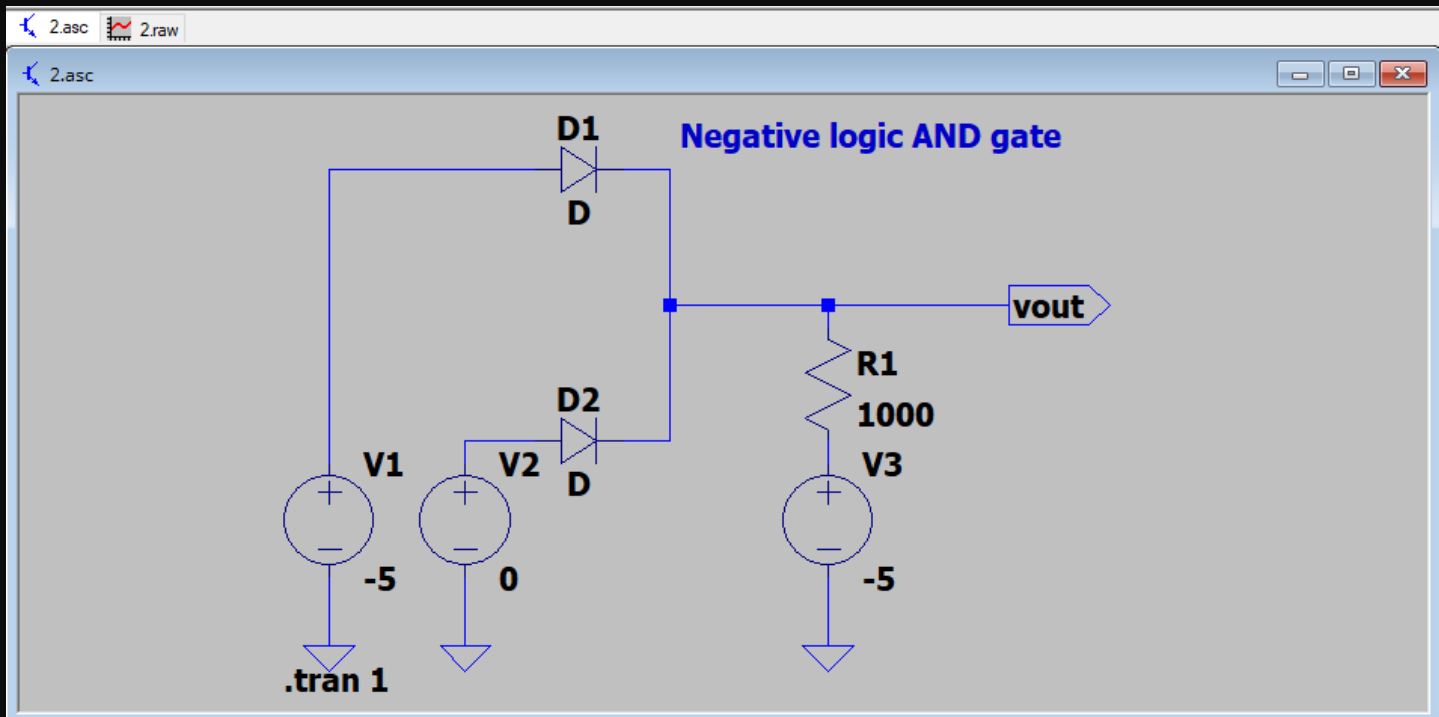 2.asc 2.raw
2.asc
D1
Negative logic AND gate
D
vout
R1
1000
D2
D
V1
V2
V3
-5
0
-5
.tran 1